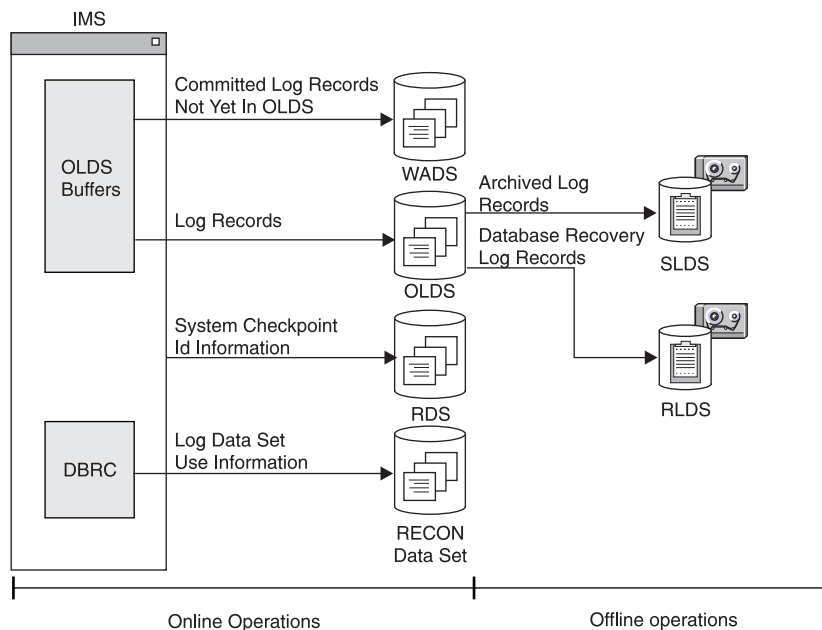 IMS
Committed Log Records
Not Yet In OLDS
OLDS
Buffers
WADS
Archived Log
Records
Log Records
Database Recovery
Log Records
SLDS
OLDS
System Checkpoint
Id Information
RDS
RLDS
DBRC
Log Data Set
Use Information
RECON
Data Set
Online Operations
Offline operations